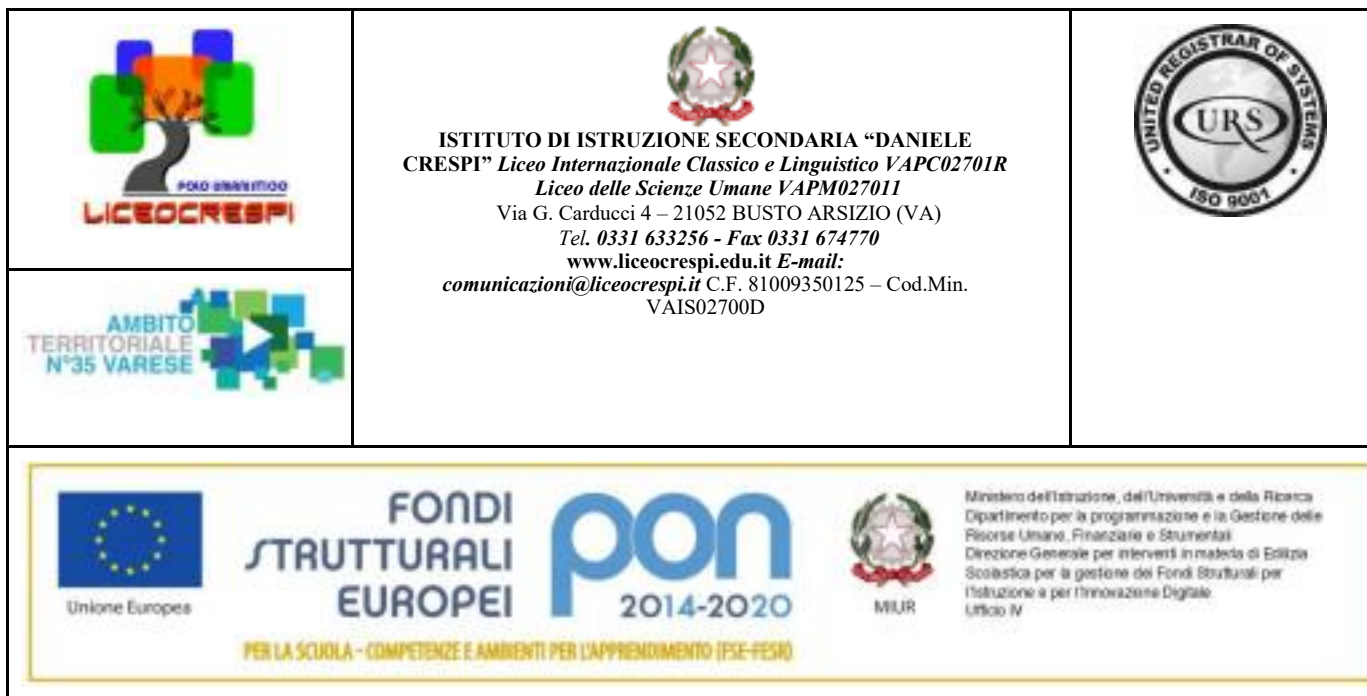 POLO UMANISTICO
LICEOCRESPI
AMBITO
TERRITORIALE
N°35 VARESE
ISTITUTO DI ISTRUZIONE SECONDARIA “DANIELE
CRESPI” Liceo Internazionale Classico e Linguistico VAPC02701R
Liceo delle Scienze Umane VAPM027011
Via G. Carducci 4 – 21052 BUSTO ARSIZIO (VA)
Tel. 0331 633256 - Fax 0331 674770
www.liceocrespi.edu.it E-mail:
comunicazioni@liceocrespi.it C.F. 81009350125 – Cod.Min.
VAIS02700D
UNITED REGISTRAR OF SYSTEMS
URS
ISO 9001
Unione Europea
FONDI
STRUTTURALI
EUROPEI
pon
2014-2020
PER LA SCUOLA - COMPETENZE E AMBIENTI PER L'APPRENDIMENTO (FSE-FESR)
MIUR
Ministero dell'Istruzione, dell'Università e della Ricerca
Dipartimento per la programmazione e la Gestione delle
Risorse Umane, Finanziarie e Strumentali
Direzione Generale per interventi in materia di Edilizia
Scolastica per la gestione dei Fondi Strutturali per
l'Istruzione e per l'Innovazione Digitale
Ufficio IV